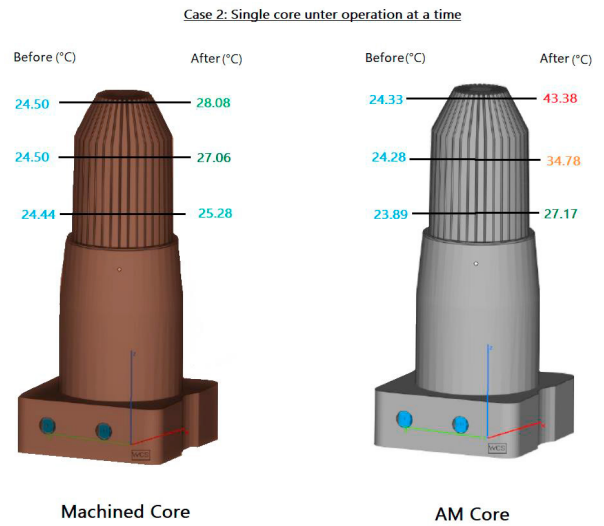 Case 2: Single core unter operation at a time
Before (°C) After (°C) Before(°C) After (°C)
24.50 28.08 24.33 43.38
24.50 27.06 24.28 34.78
24.44 25.28 23.89 27.17
WCS WCS
Machined Core AM Core